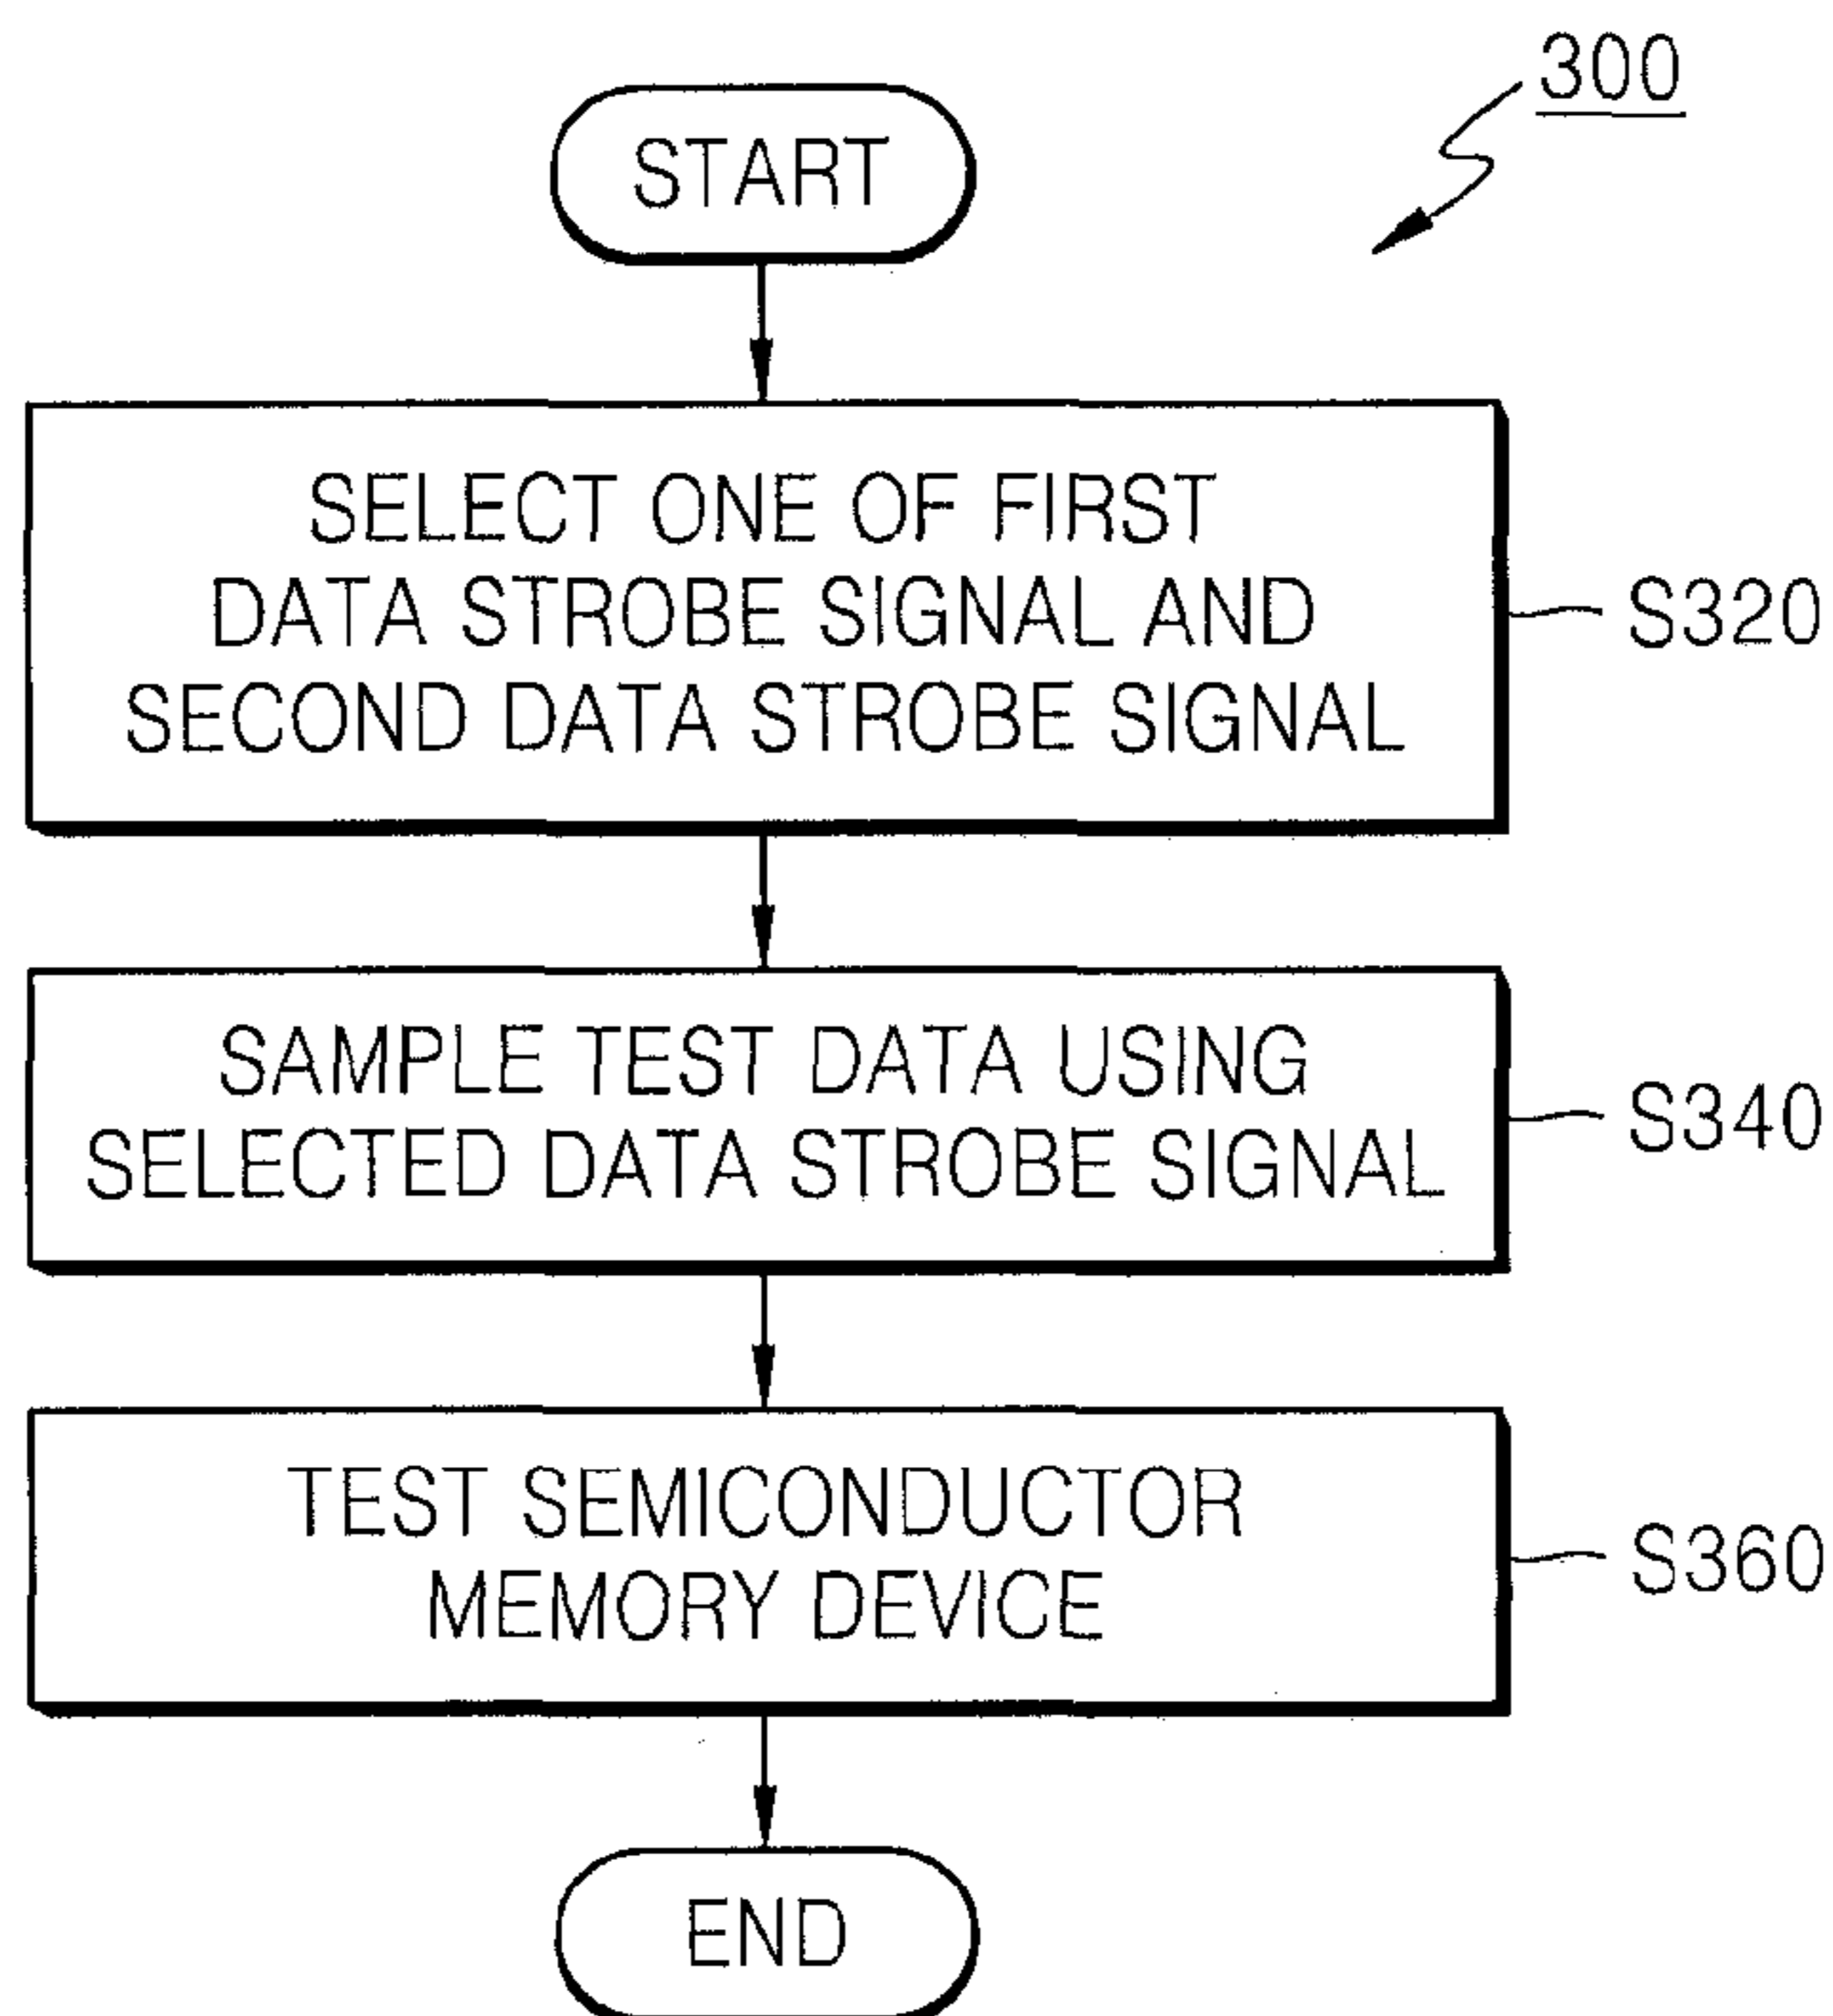 300
START
SELECT ONE OF FIRST
DATA STROBE SIGNAL AND
SECOND DATA STROBE SIGNAL
S320
SAMPLE TEST DATA USING
SELECTED DATA STROBE SIGNAL
S340
TEST SEMICONDUCTOR
MEMORY DEVICE
S360
END